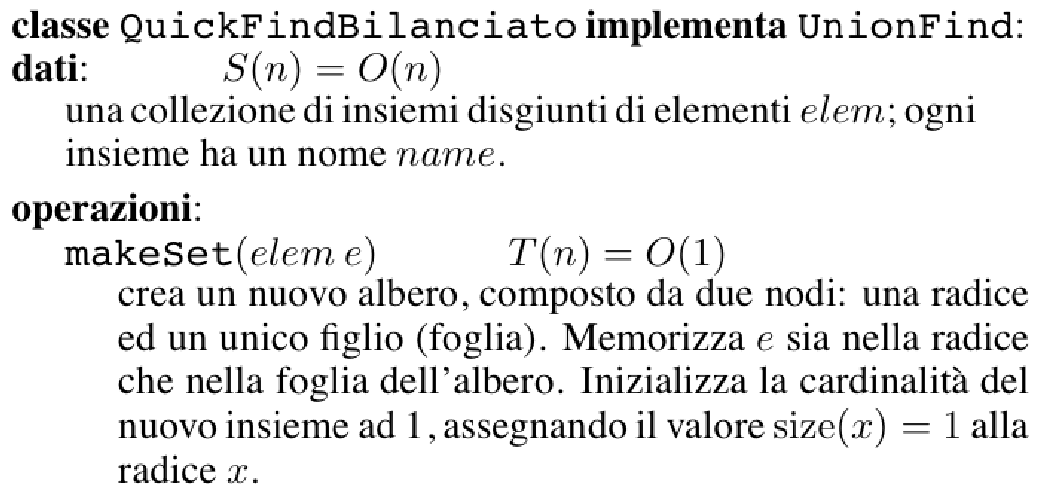 classe QuickFindBilanciato implementa UnionFind:
dati: S(n) = O(n)
una collezione di insiemi disgiunti di elementi elem; ogni
insieme ha un nome name.
operazioni:
makeSet(elem e) T(n) = O(1)
crea un nuovo albero, composto da due nodi: una radice
ed un unico figlio (foglia). Memorizza e sia nella radice
che nella foglia dell'albero. Inizializza la cardinalità del
nuovo insieme ad 1, assegnando il valore size(x) = 1 alla
radice x.